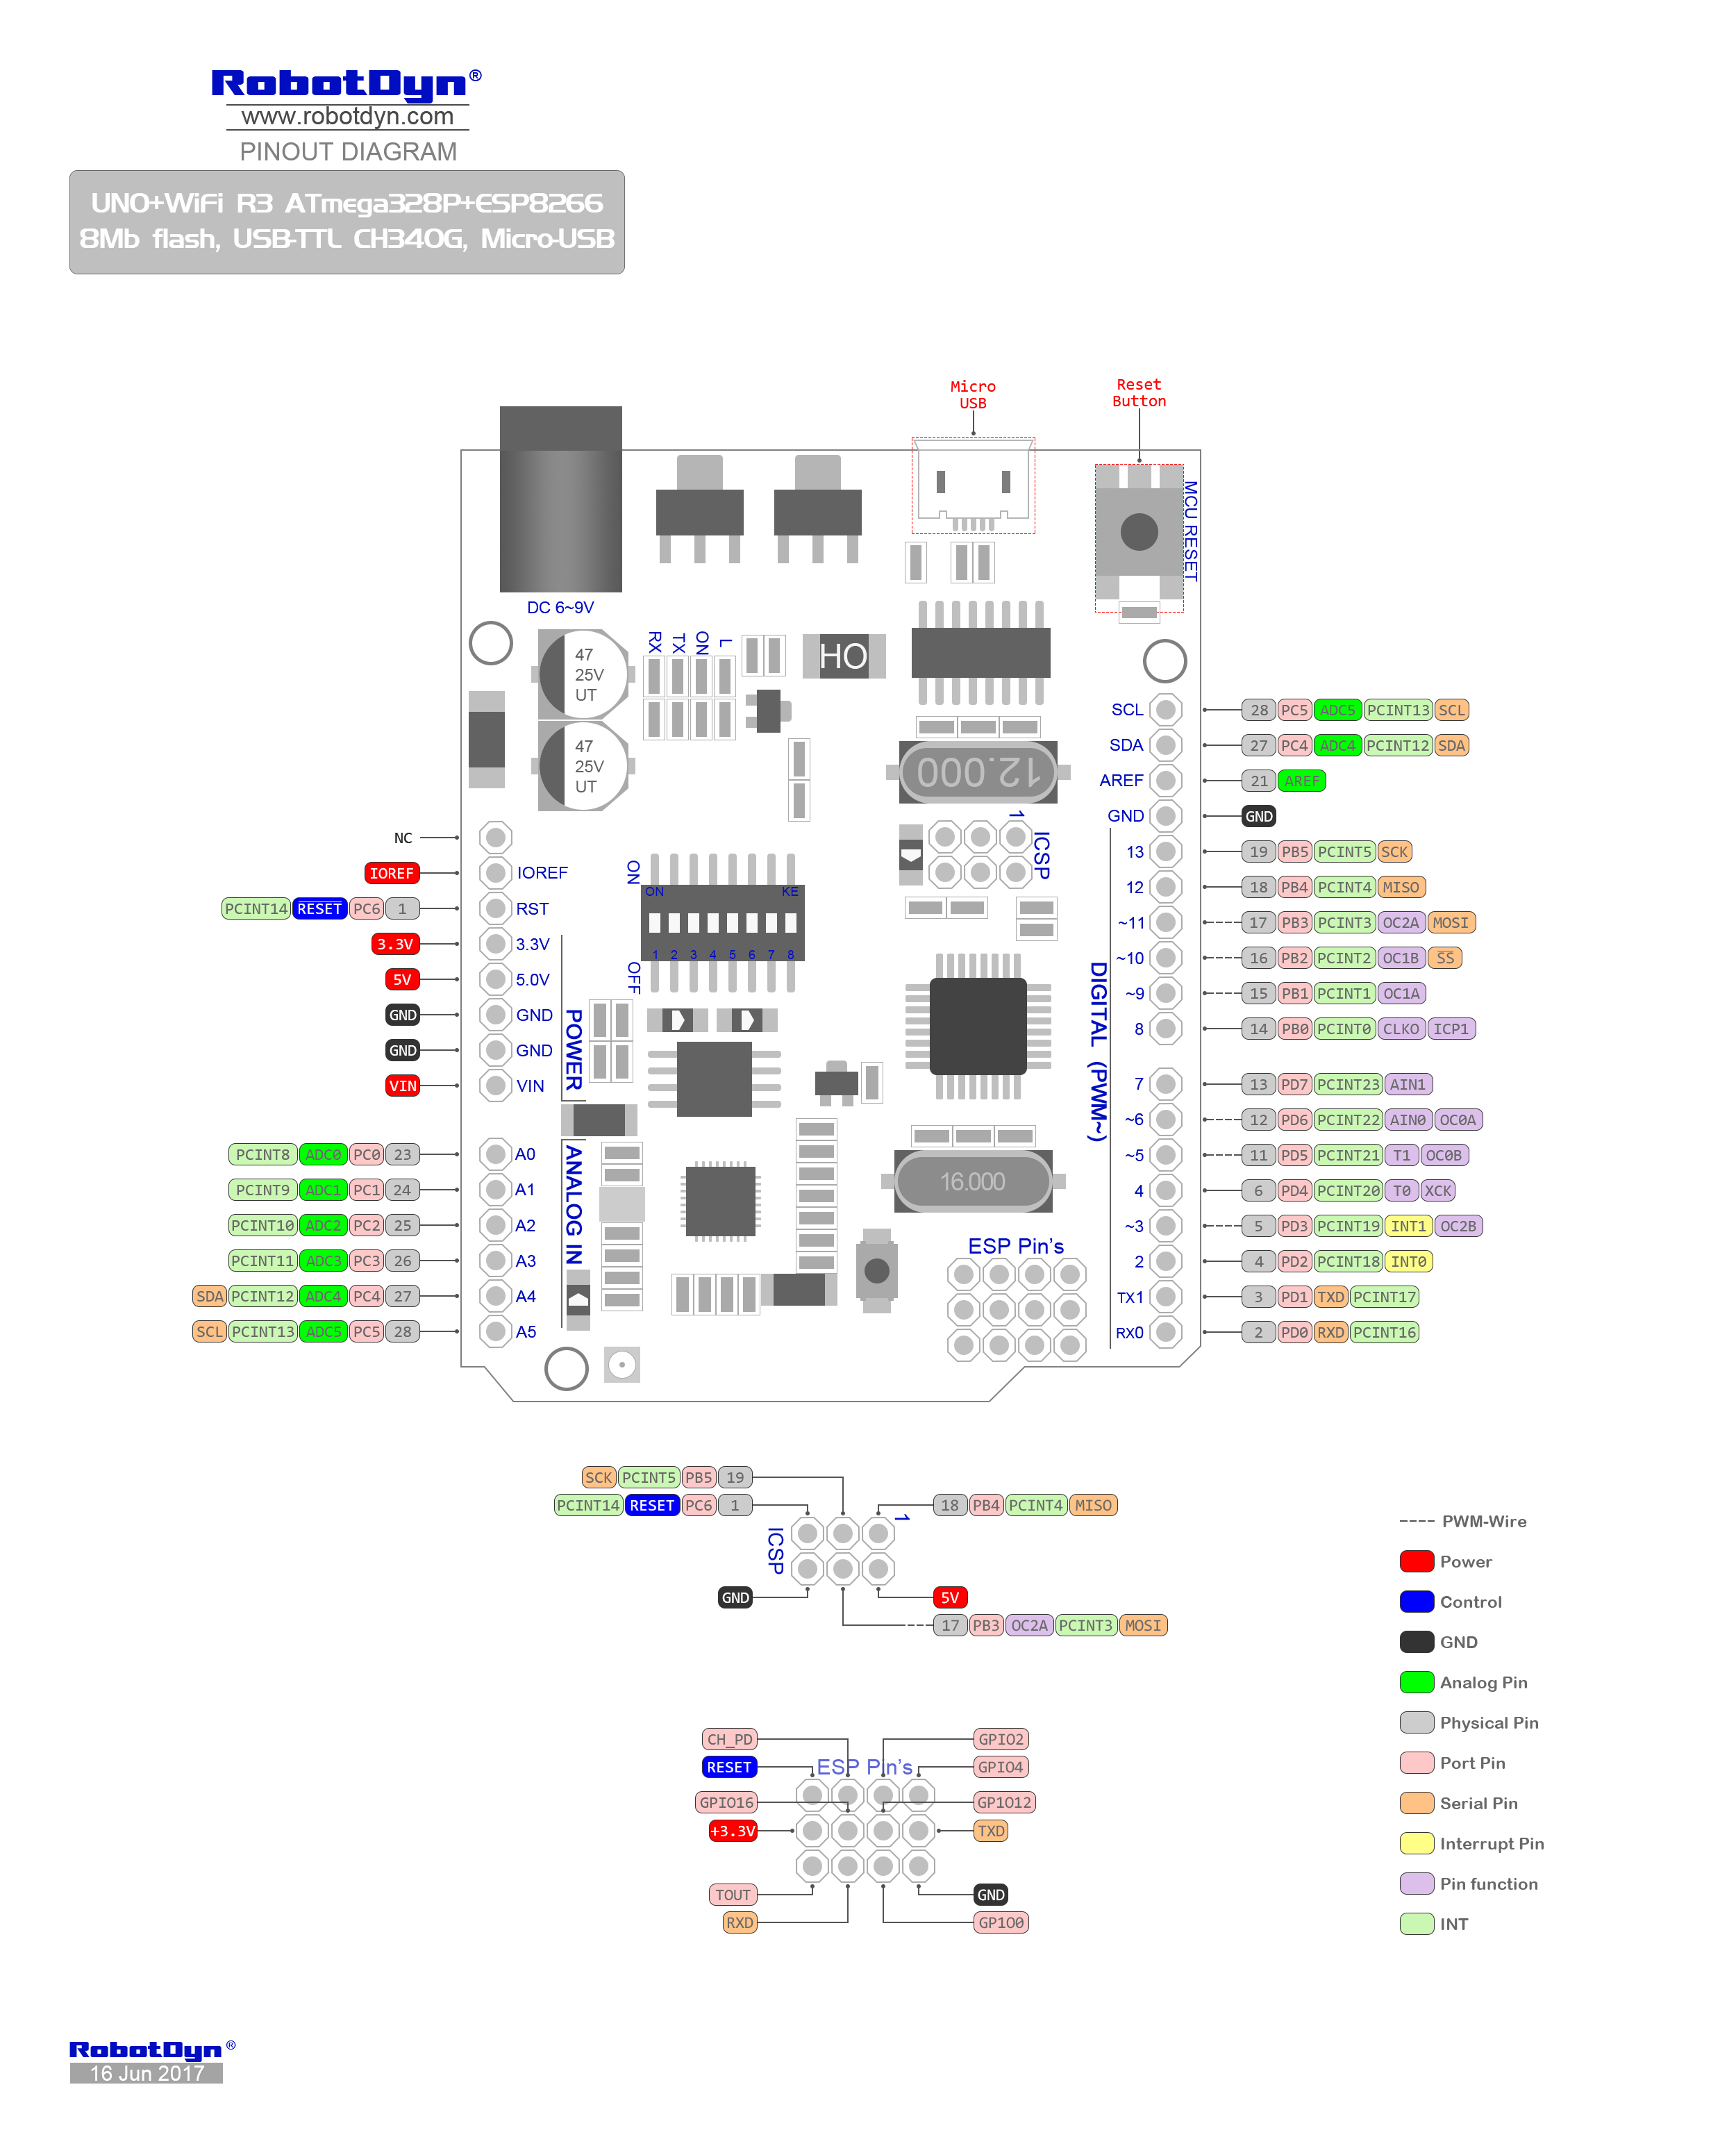 RobotDyn®
www.robotdyn.com
PINOUT DIAGRAM
UNO+WiFi R3 ATmega328P+ESP8266
8Mb flash, USB-TTL CH340G, Micro-USB
Micro
USB
Reset
Button
MCU RESET
DC 6~9V
47
25V
UT
47
25V
UT
RX
TX
ON
L
HO
12.000
1
ICSP
ON
ON KE
1 2 3 4 5 6 7 8
OFF
NC
IOREF IOREF
PCINT14 RESET PC6 1 RST
3.3V 3.3V
5V 5.0V
GND GND
GND GND
VIN VIN
POWER
PCINT8 ADC0 PC0 23 A0
PCINT9 ADC1 PC1 24 A1
PCINT10 ADC2 PC2 25 A2
PCINT11 ADC3 PC3 26 A3
SDA PCINT12 ADC4 PC4 27 A4
SCL PCINT13 ADC5 PC5 28 A5
ANALOG IN
16.000
ESP Pin's
DIGITAL (PWM~)
SCL 28 PC5 ADC5 PCINT13 SCL
SDA 27 PC4 ADC4 PCINT12 SDA
AREF 21 AREF
GND GND
13 19 PB5 PCINT5 SCK
12 18 PB4 PCINT4 MISO
~11 17 PB3 PCINT3 OC2A MOSI
~10 16 PB2 PCINT2 OC1B SS
~9 15 PB1 PCINT1 OC1A
8 14 PB0 PCINT0 CLKO ICP1
7 13 PD7 PCINT23 AIN1
~6 12 PD6 PCINT22 AIN0 OC0A
~5 11 PD5 PCINT21 T1 OC0B
4 6 PD4 PCINT20 T0 XCK
~3 5 PD3 PCINT19 INT1 OC2B
2 4 PD2 PCINT18 INT0
TX1 3 PD1 TXD PCINT17
RX0 2 PD0 RXD PCINT16
SCK PCINT5 PB5 19
PCINT14 RESET PC6 1
18 PB4 PCINT4 MISO
1
ICSP
GND
5V
17 PB3 OC2A PCINT3 MOSI
CH_PD
GPIO2
RESET
ESP Pin's
GPIO4
GPIO16
GP1O12
+3.3V
TXD
TOUT
GND
RXD
GP1O0
PWM-Wire
Power
Control
GND
Analog Pin
Physical Pin
Port Pin
Serial Pin
Interrupt Pin
Pin function
INT
RobotDyn®
16 Jun 2017